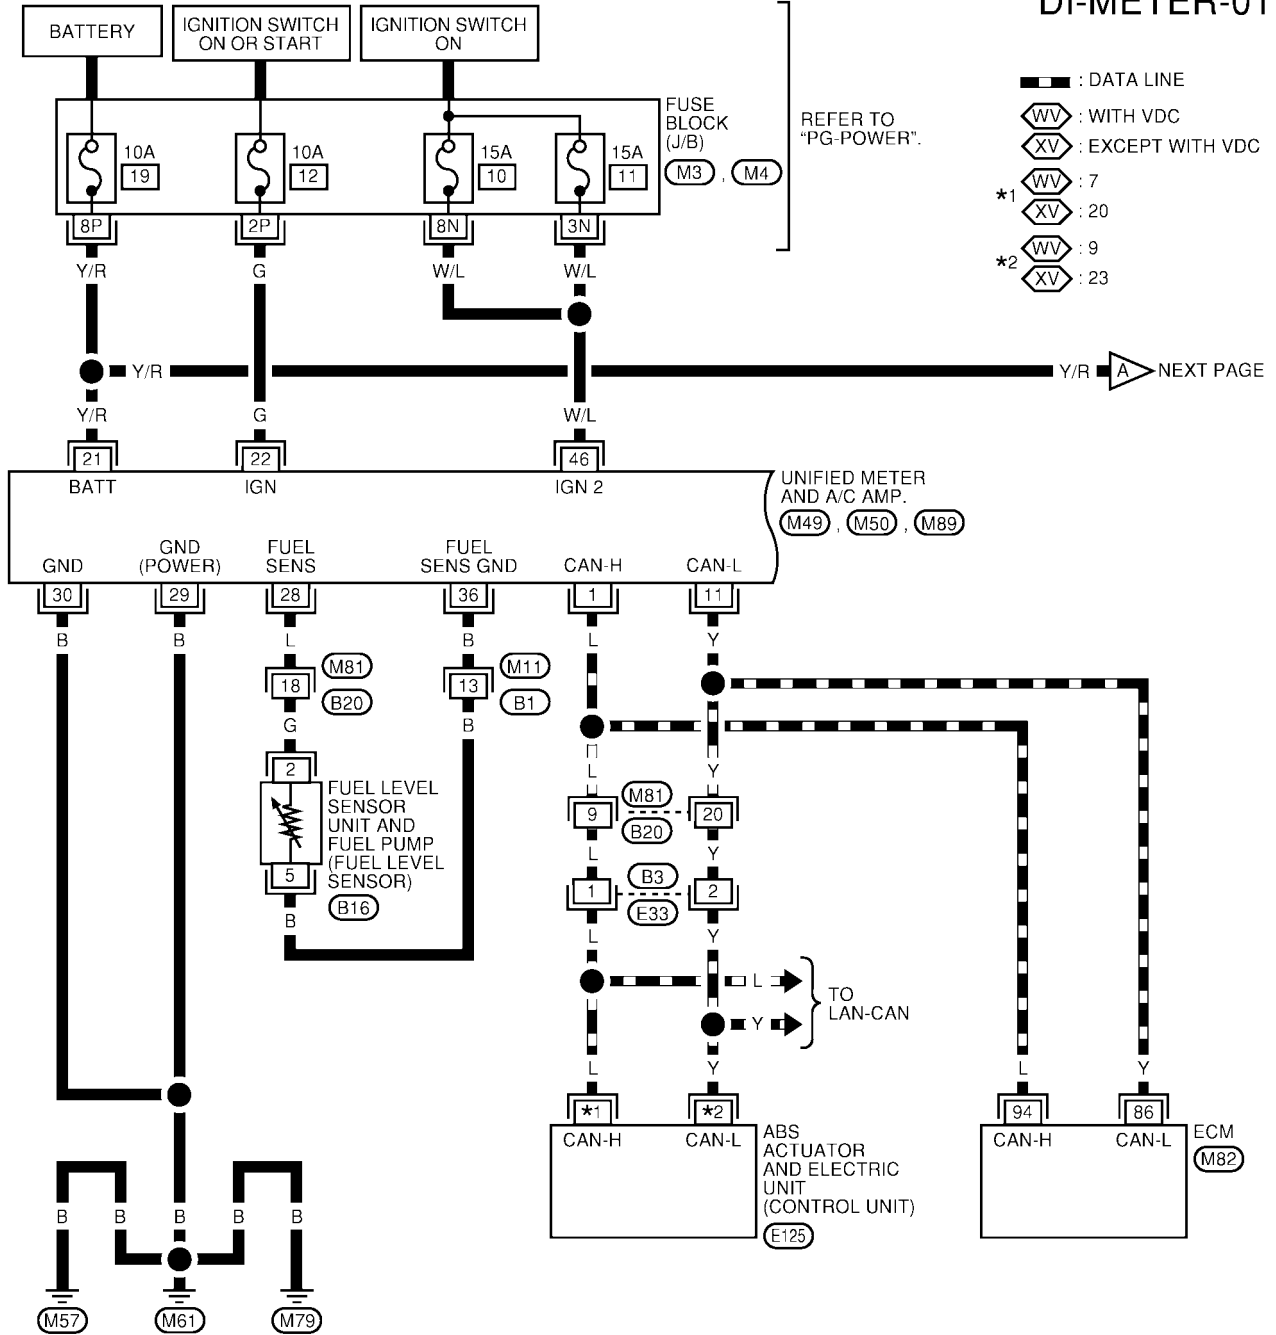 DI-METER-01
BATTERY
IGNITION SWITCH
ON OR START
IGNITION SWITCH
ON
: DATA LINE
WV : WITH VDC
XV : EXCEPT WITH VDC
*1 WV : 7
XV : 20
*2 WV : 9
XV : 23
FUSE
BLOCK
(J/B)
M3 , M4
REFER TO
“PG-POWER”.
10A
19
10A
12
15A
10
15A
11
8P 2P 8N 3N
Y/R G W/L W/L
Y/R Y/R A NEXT PAGE
Y/R G W/L
21 22 46
BATT IGN IGN 2
UNIFIED METER
AND A/C AMP.
M49 , M50 , M89
GND
GND
(POWER)
FUEL
SENS
FUEL
SENS GND
CAN-H
CAN-L
30 29 28 36 1 11
B B L B L Y
M81
18
B20
M11
13
B1
G B
2
FUEL LEVEL
SENSOR
UNIT AND
FUEL PUMP
(FUEL LEVEL
SENSOR)
B16
5
B
L Y
M81
9 20
B20
L Y
B3
1 2
E33
L Y
L
Y
TO
LAN-CAN
L Y L Y
*1 *2
CAN-H CAN-L
ABS
ACTUATOR
AND ELECTRIC
UNIT
(CONTROL UNIT)
E125
94 86
CAN-H CAN-L
ECM
M82
B B B B B
M57 M61 M79